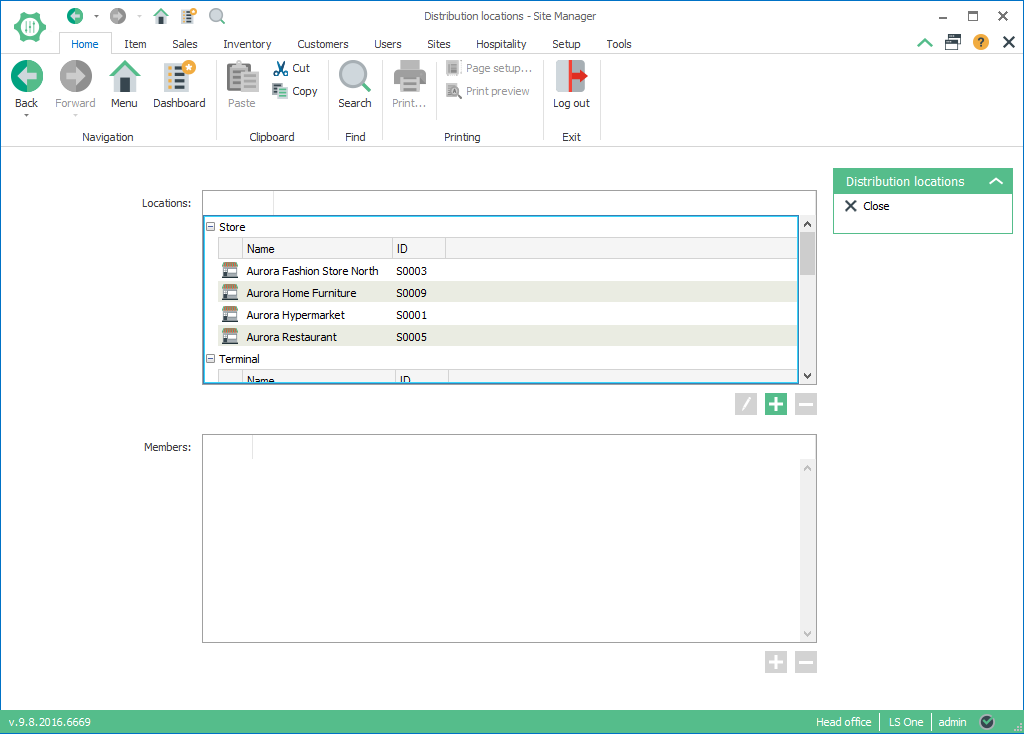 Distribution locations - Site Manager
Home Item Sales Inventory Customers Users Sites Hospitality Setup Tools
Back Forward Menu Dashboard Paste Cut Copy Search Print... Page setup... Print preview Log out
Navigation Clipboard Find Printing Exit
Distribution locations
Close
Locations:
Store
Name ID
Aurora Fashion Store North S0003
Aurora Home Furniture S0009
Aurora Hypermarket S0001
Aurora Restaurant S0005
Terminal
Name ID
Members:
v.9.8.2016.6669 Head office LS One admin